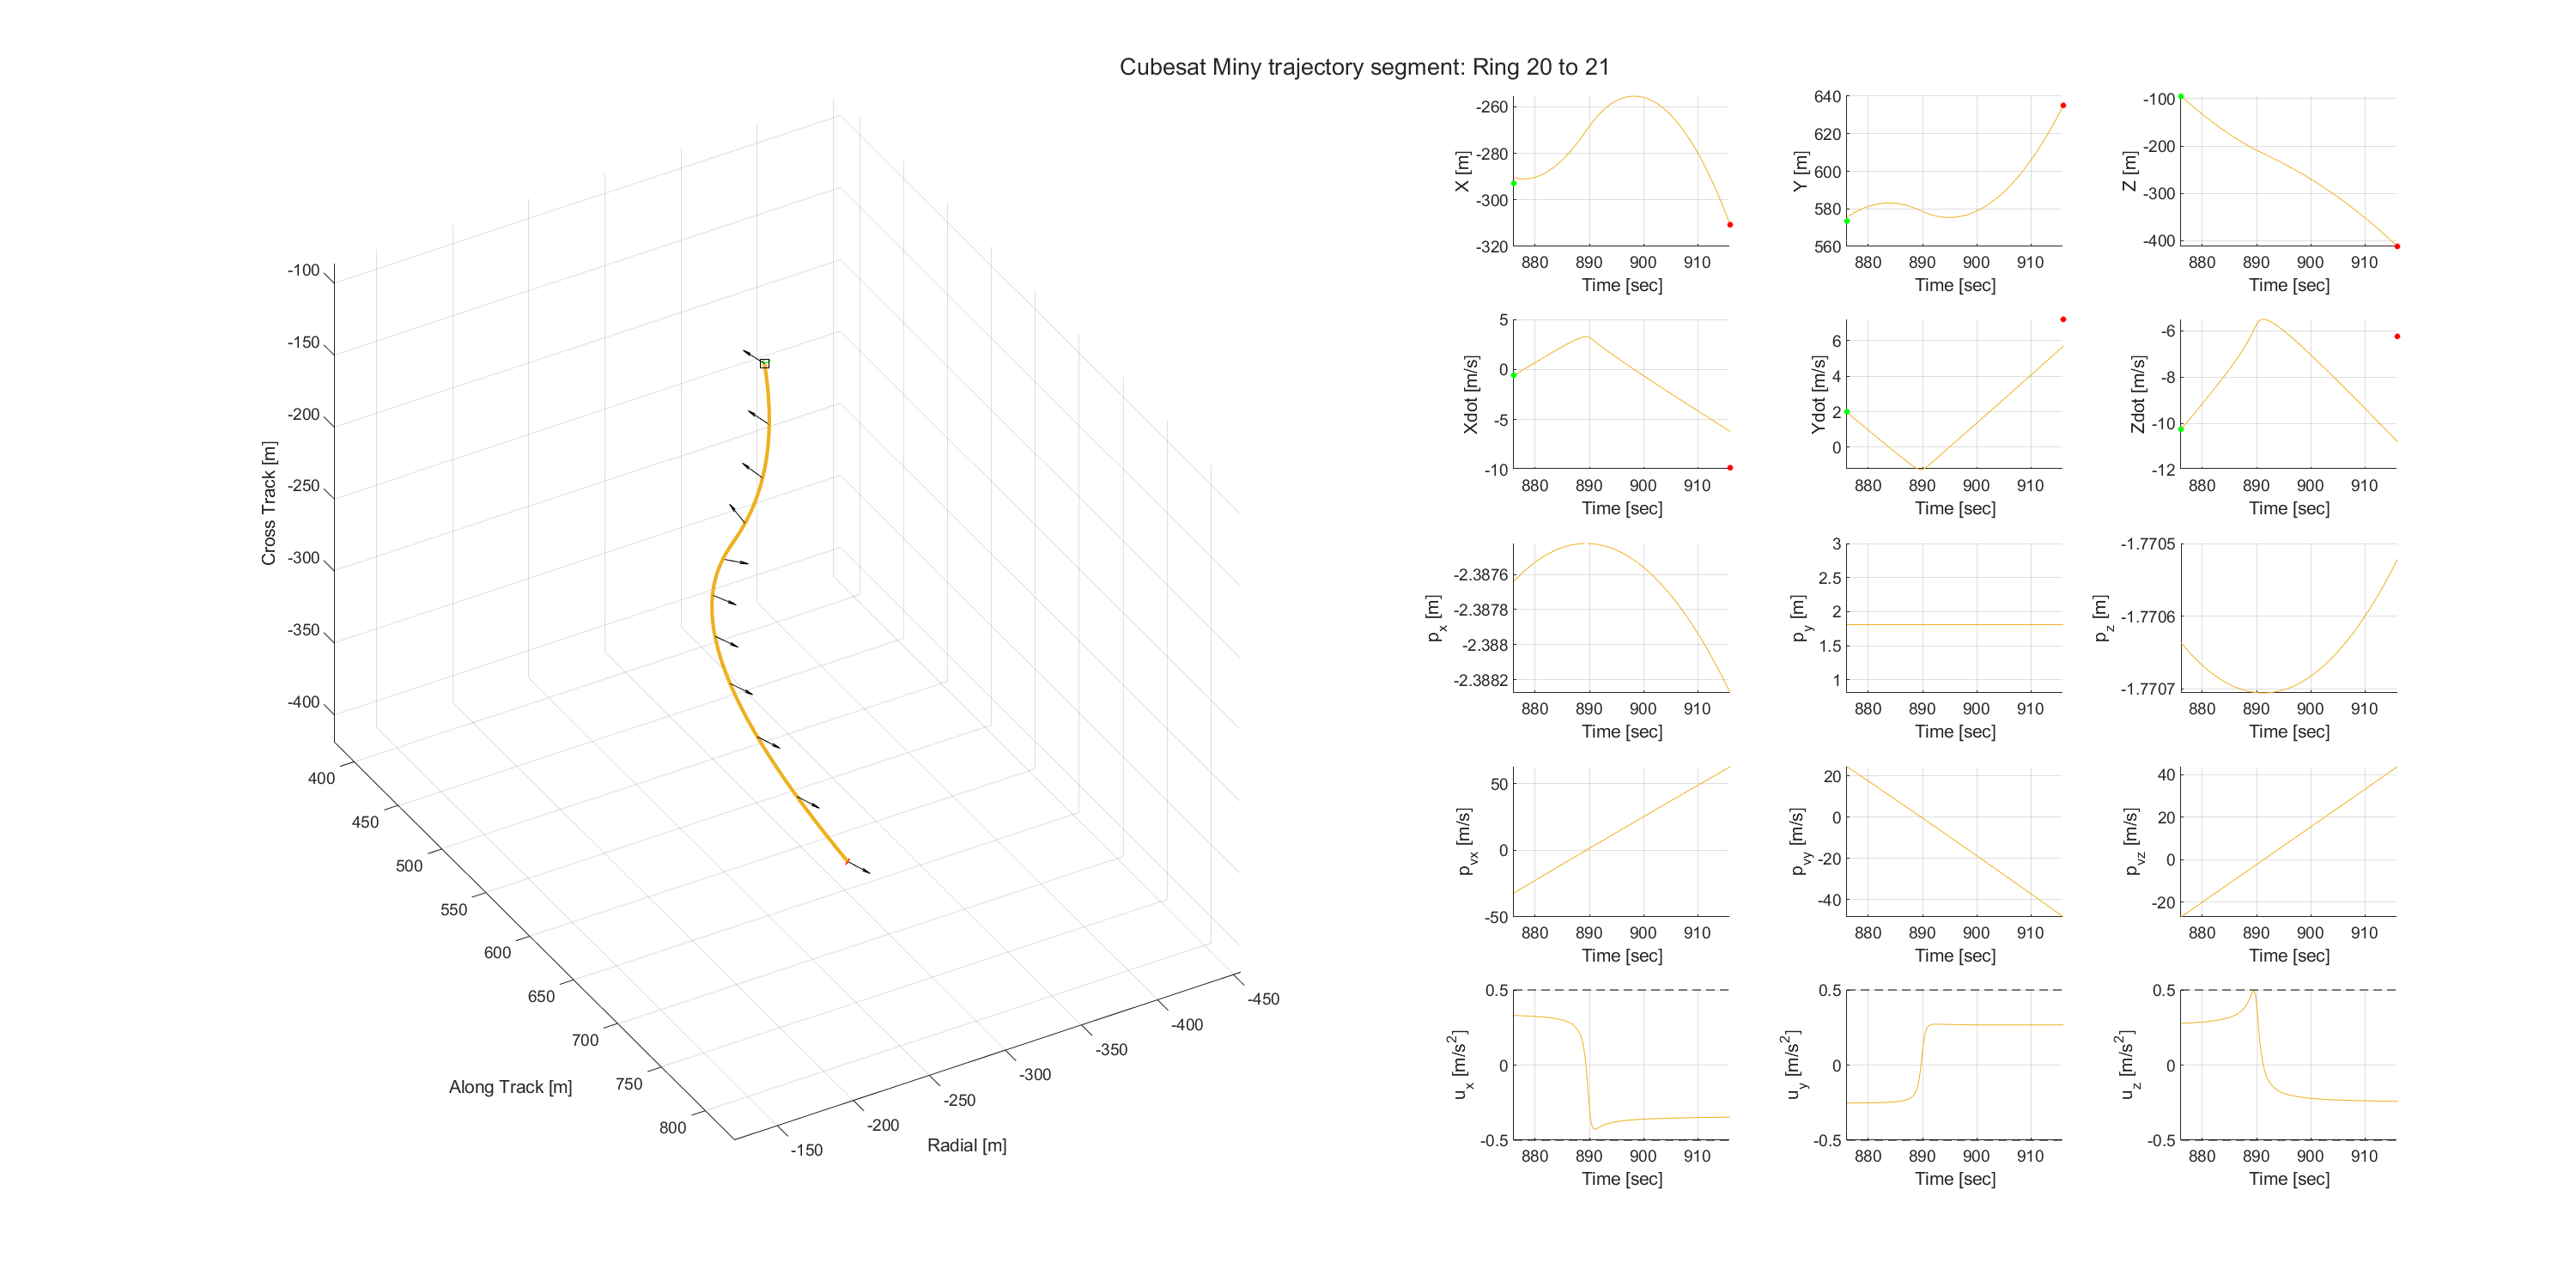 Cubesat Miny trajectory segment: Ring 20 to 21
-100
-150
-200
-250
-300
-350
-400
Cross Track [m]
400
450
500
550
600
650
700
750
800
Along Track [m]
-150
-200
-250
-300
-350
-400
-450
Radial [m]
-260
-280
-300
-320
X [m]
880 890 900 910
Time [sec]
640
620
600
580
560
Y [m]
880 890 900 910
Time [sec]
-100
-200
-300
-400
Z [m]
880 890 900 910
Time [sec]
5
0
-5
-10
Xdot [m/s]
880 890 900 910
Time [sec]
6
4
2
0
Ydot [m/s]
880 890 900 910
Time [sec]
-6
-8
-10
-12
Zdot [m/s]
880 890 900 910
Time [sec]
-2.3876
-2.3878
-2.388
-2.3882
p_x [m]
880 890 900 910
Time [sec]
3
2.5
2
1.5
1
p_y [m]
880 890 900 910
Time [sec]
-1.7705
-1.7706
-1.7707
p_z [m]
880 890 900 910
Time [sec]
50
0
-50
p_vx [m/s]
880 890 900 910
Time [sec]
20
0
-20
-40
p_vy [m/s]
880 890 900 910
Time [sec]
40
20
0
-20
p_vz [m/s]
880 890 900 910
Time [sec]
0.5
0
-0.5
u_x [m/s²]
880 890 900 910
Time [sec]
0.5
0
-0.5
u_y [m/s²]
880 890 900 910
Time [sec]
0.5
0
-0.5
u_z [m/s²]
880 890 900 910
Time [sec]